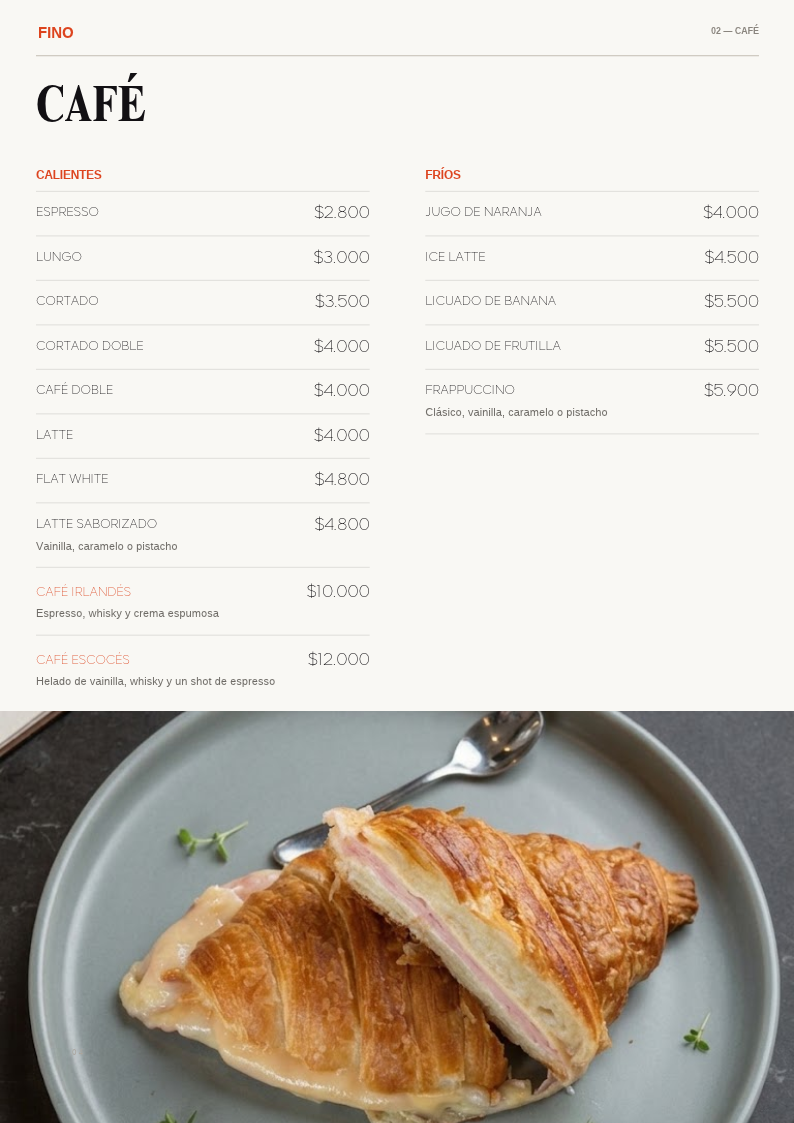 FINO
02 — CAFÉ
CAFÉ
CALIENTES
ESPRESSO $2.800
LUNGO $3.000
CORTADO $3.500
CORTADO DOBLE $4.000
CAFÉ DOBLE $4.000
LATTE $4.000
FLAT WHITE $4.800
LATTE SABORIZADO $4.800
Vainilla, caramelo o pistacho
CAFÉ IRLANDÉS $10.000
Espresso, whisky y crema espumosa
CAFÉ ESCOCÉS $12.000
Helado de vainilla, whisky y un shot de espresso
FRÍOS
JUGO DE NARANJA $4.000
ICE LATTE $4.500
LICUADO DE BANANA $5.500
LICUADO DE FRUTILLA $5.500
FRAPPUCCINO $5.900
Clásico, vainilla, caramelo o pistacho